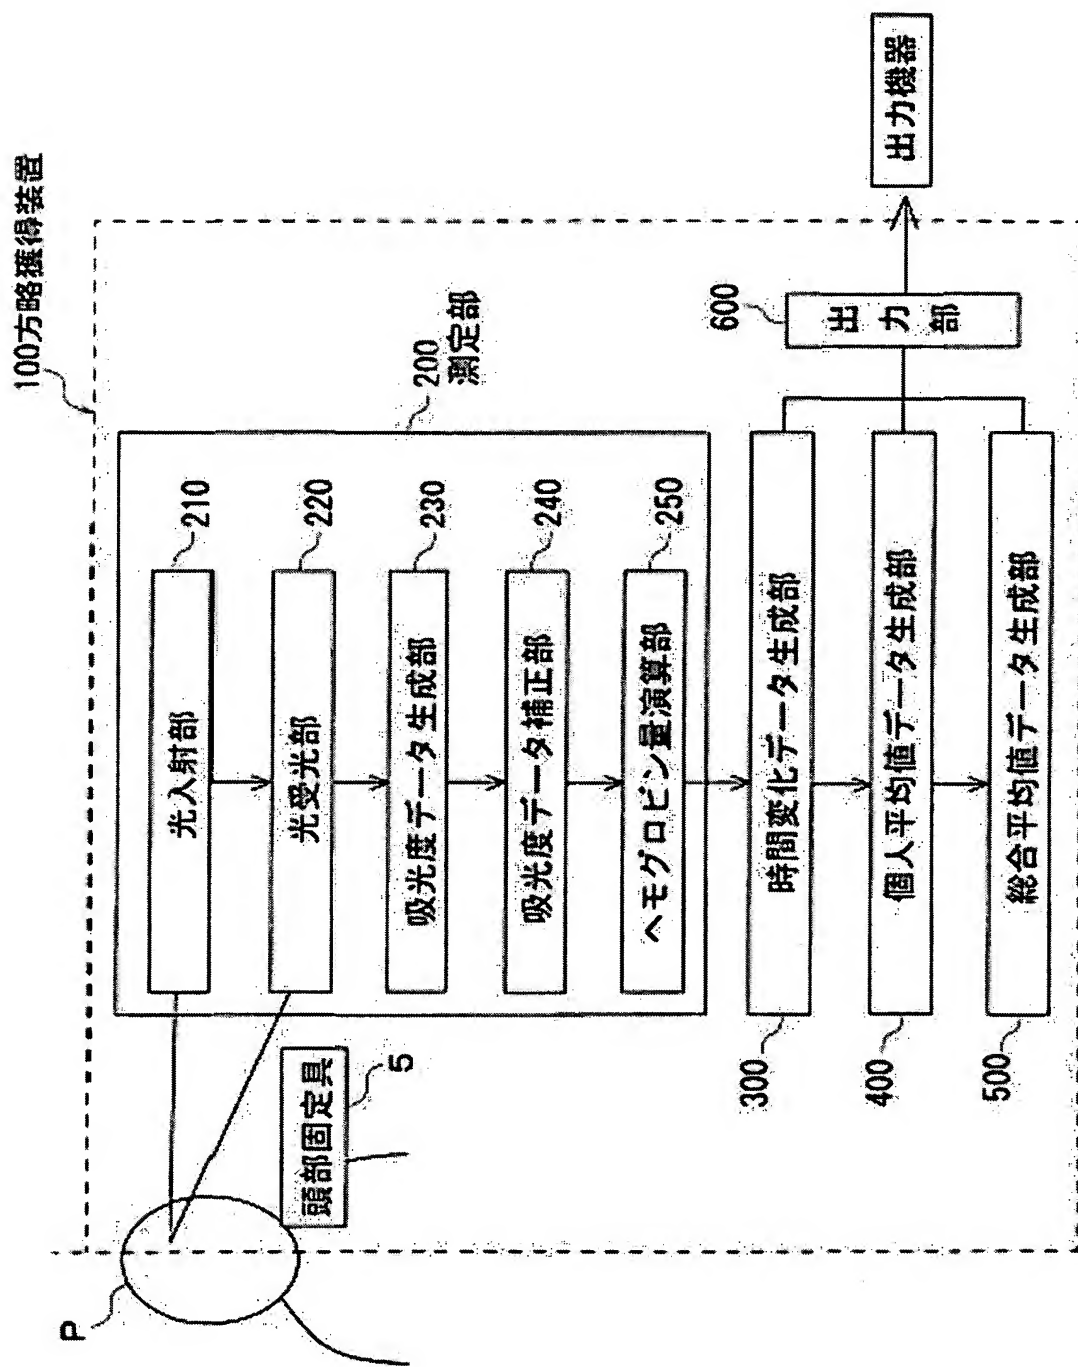 100方略獲得装置
200
測定部
210
光入射部
220
光受光部
230
吸光度データ生成部
240
吸光度データ補正部
250
ヘモグロビン量演算部
P
頭部固定具
5
300
時間変化データ生成部
400
個人平均値データ生成部
500
総合平均値データ生成部
600
出力部
出力機器